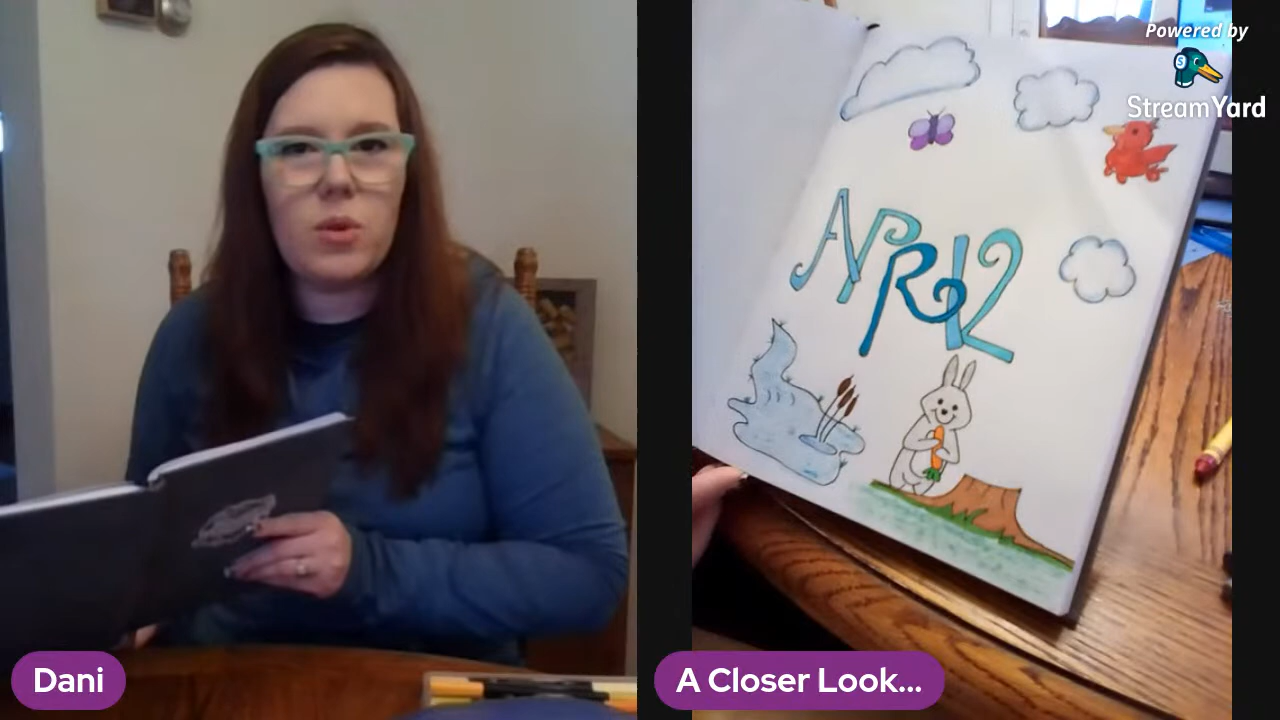 Powered by
StreamYard
APRIL
Dani
A Closer Look...